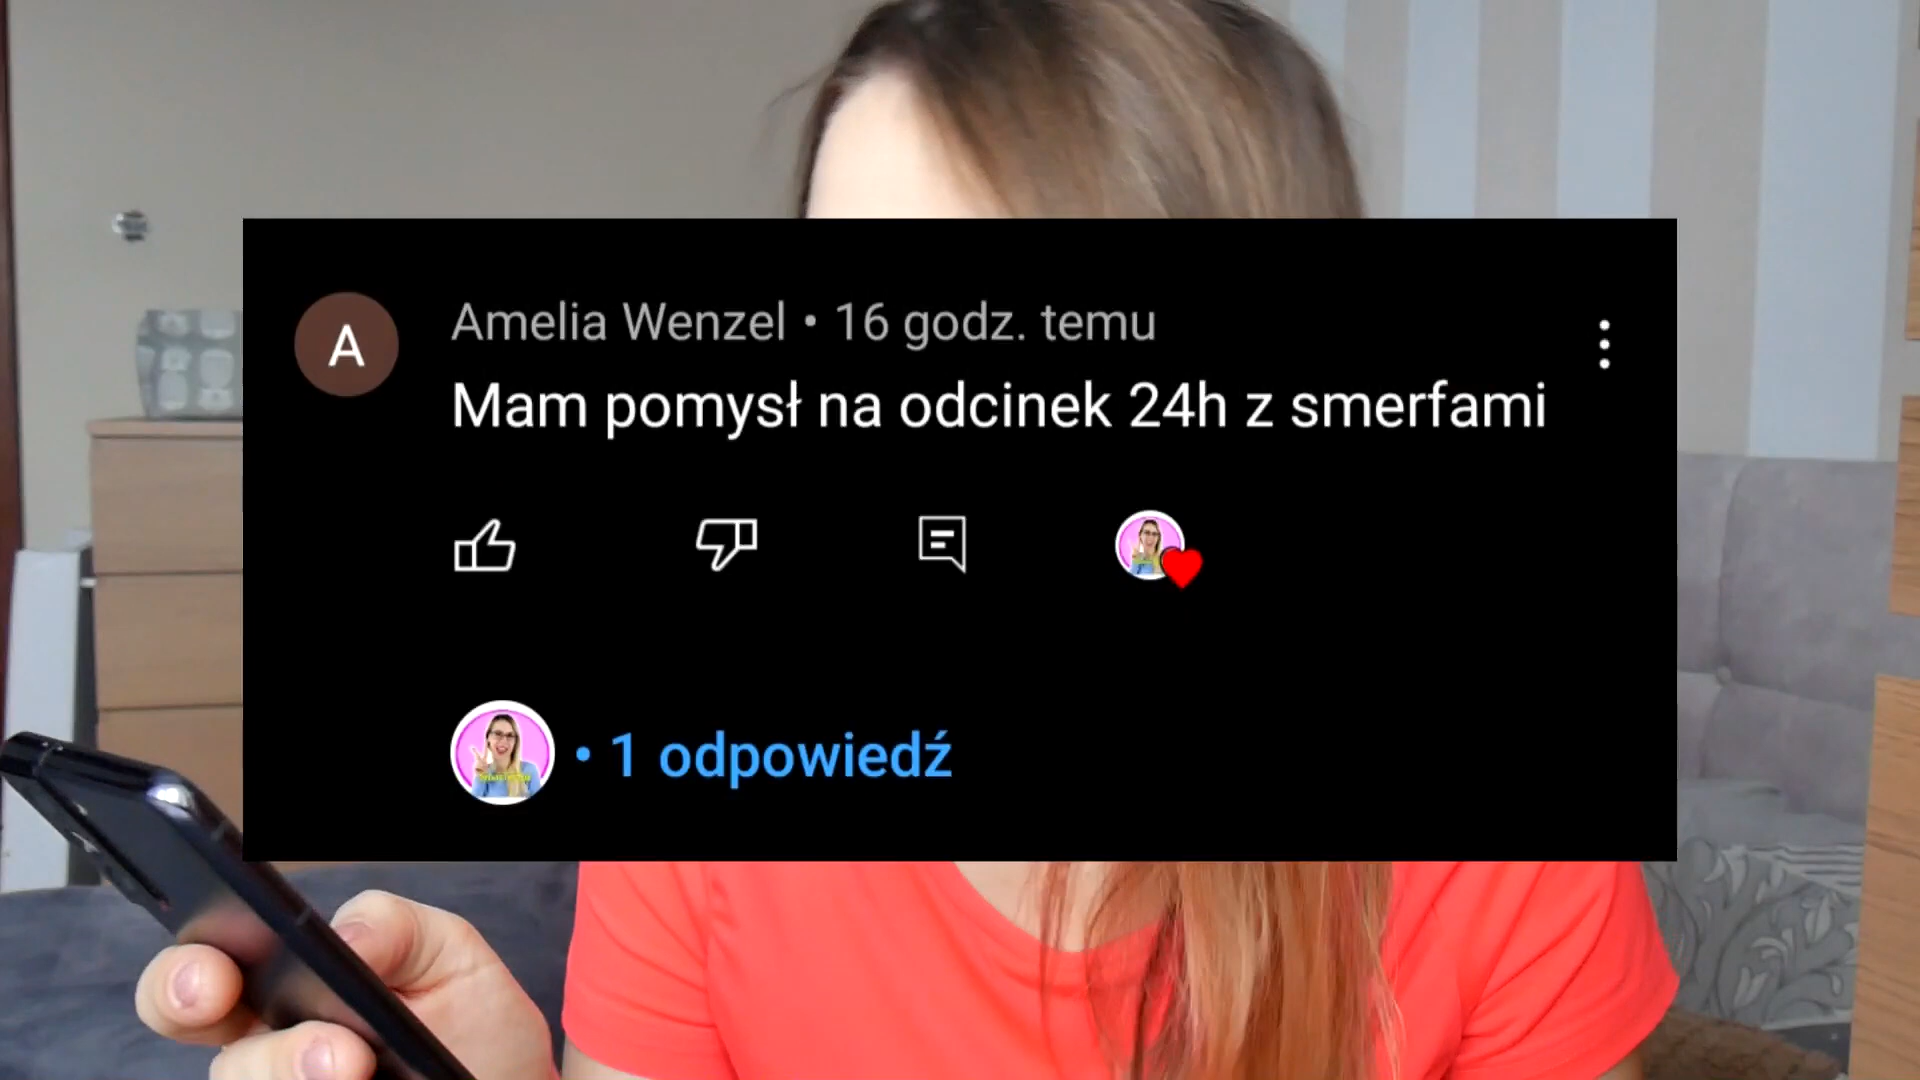 A
Amelia Wenzel • 16 godz. temu
Mam pomysł na odcinek 24h z smerfami
• 1 odpowiedź